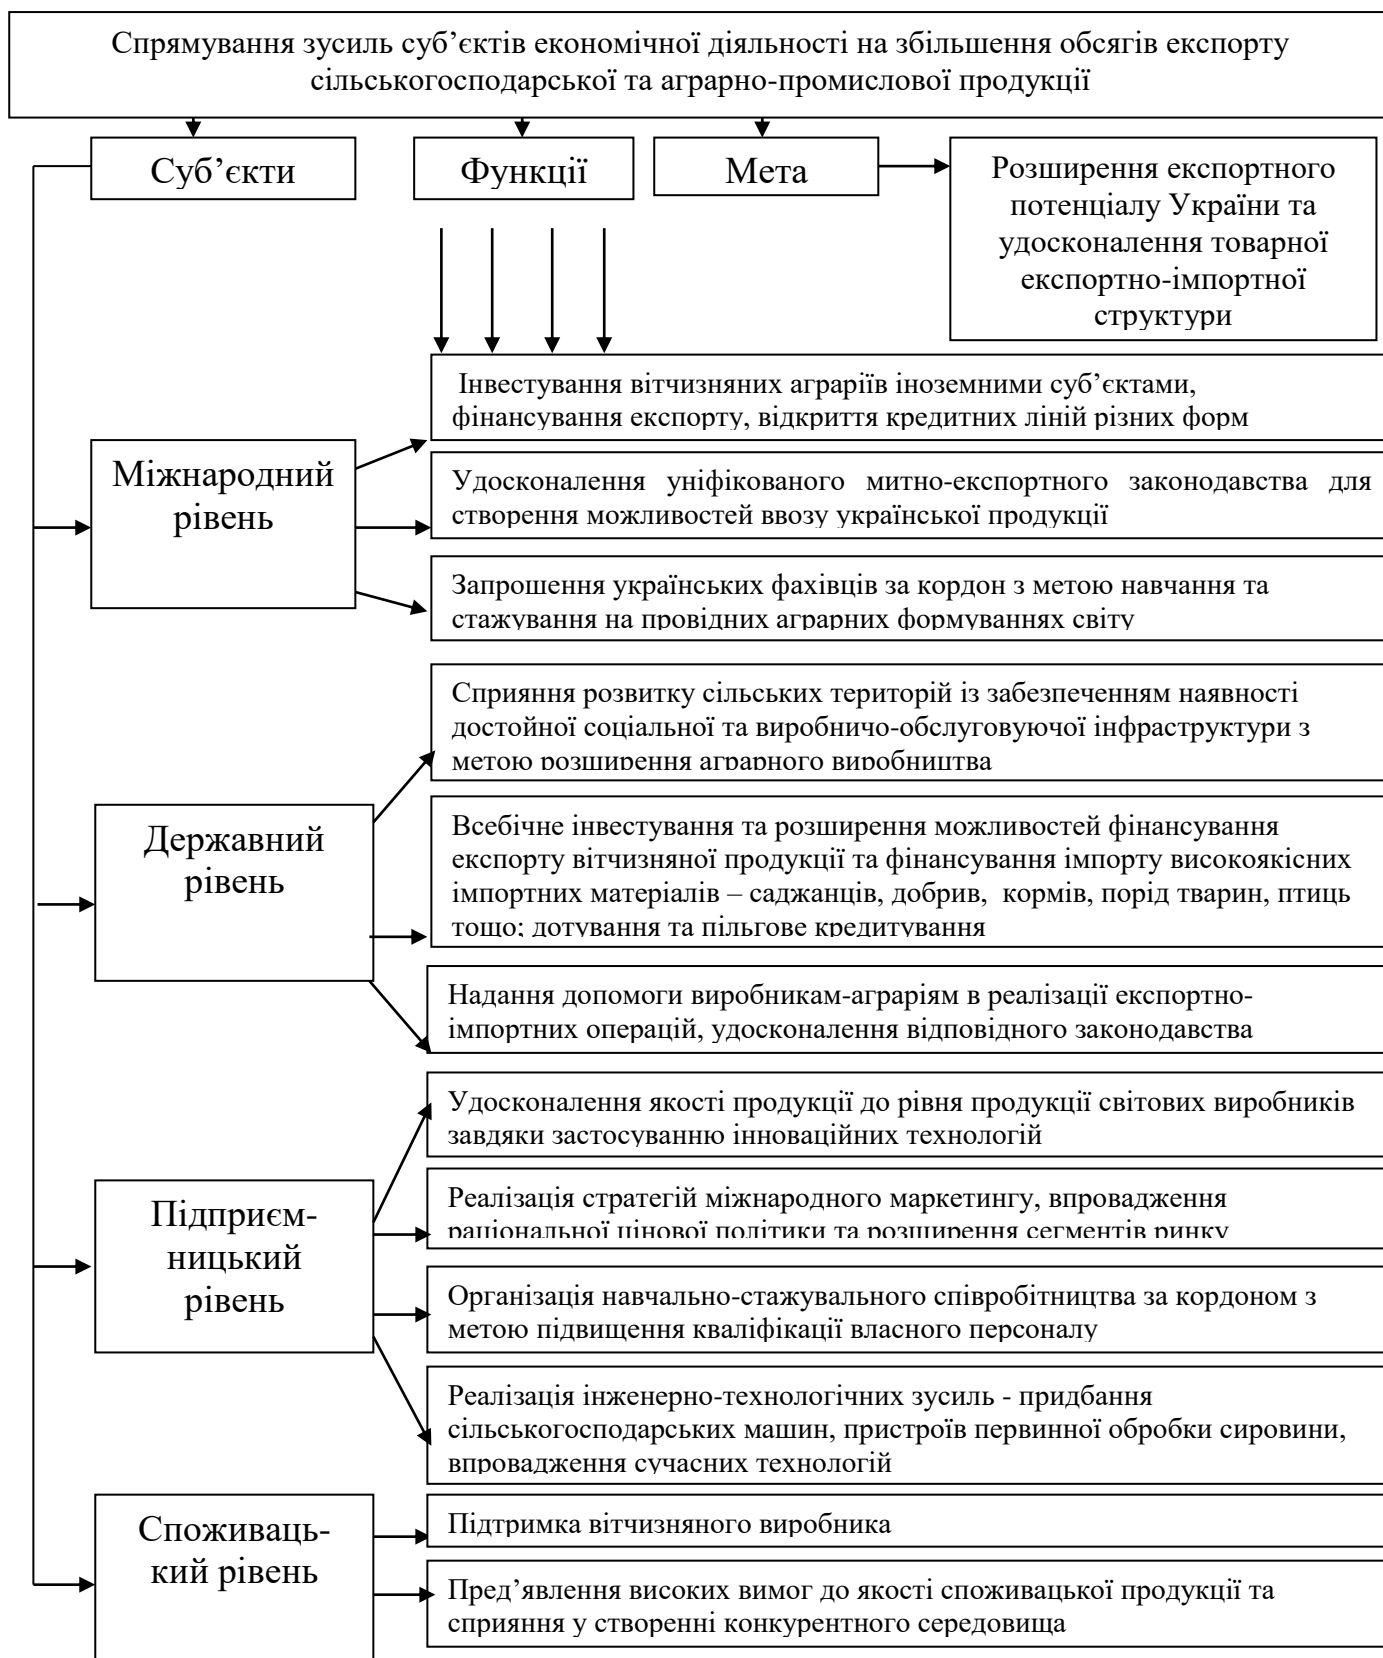 Спрямування зусиль суб’єктів економічної діяльності на збільшення обсягів експорту
сільськогосподарської та аграрно-промислової продукції
Суб’єкти
Функції
Мета
Розширення експортного
потенціалу України та
удосконалення товарної
експортно-імпортної
структури
Міжнародний
рівень
Інвестування вітчизняних аграріїв іноземними суб’єктами,
фінансування експорту, відкриття кредитних ліній різних форм
Удосконалення уніфікованого митно-експортного законодавства для
створення можливостей ввозу української продукції
Запрошення українських фахівців за кордон з метою навчання та
стажування на провідних аграрних формуваннях світу
Державний
рівень
Сприяння розвитку сільських територій із забезпеченням наявності
достойної соціальної та виробничо-обслуговуючої інфраструктури з
метою розширення аграрного виробництва
Всебічне інвестування та розширення можливостей фінансування
експорту вітчизняної продукції та фінансування імпорту високоякісних
імпортних матеріалів – саджанців, добрив, кормів, порід тварин, птиць
тощо; дотування та пільгове кредитування
Надання допомоги виробникам-аграріям в реалізації експортно-
імпортних операцій, удосконалення відповідного законодавства
Підприєм-
ницький
рівень
Удосконалення якості продукції до рівня продукції світових виробників
завдяки застосуванню інноваційних технологій
Реалізація стратегій міжнародного маркетингу, впровадження
раціональної цінової політики та розширення сегментів ринку
Організація навчально-стажувального співробітництва за кордоном з
метою підвищення кваліфікації власного персоналу
Реалізація інженерно-технологічних зусиль - придбання
сільськогосподарських машин, пристроїв первинної обробки сировини,
впровадження сучасних технологій
Споживаць-
кий рівень
Підтримка вітчизняного виробника
Пред’явлення високих вимог до якості споживацької продукції та
сприяння у створенні конкурентного середовища